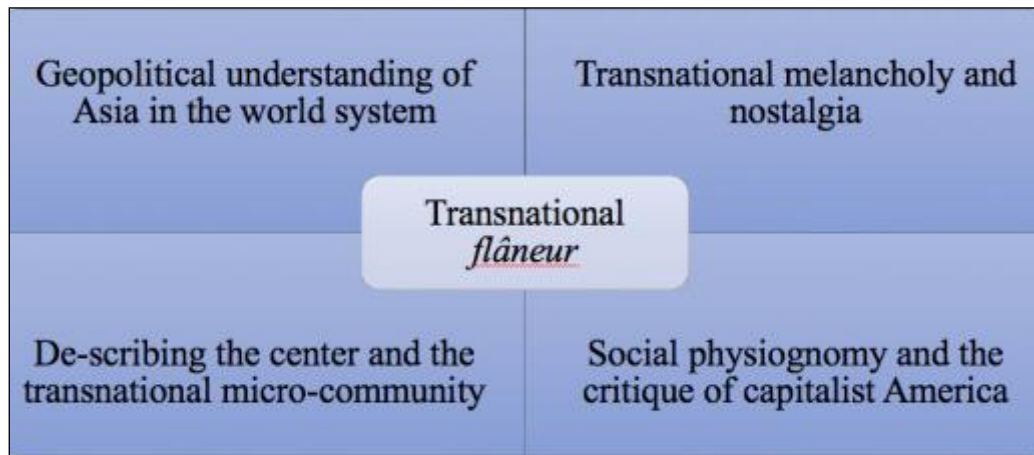 Geopolitical understanding of
Asia in the world system
Transnational melancholy and
nostalgia
Transnational
flâneur
De-scribing the center and the
transnational micro-community
Social physiognomy and the
critique of capitalist America